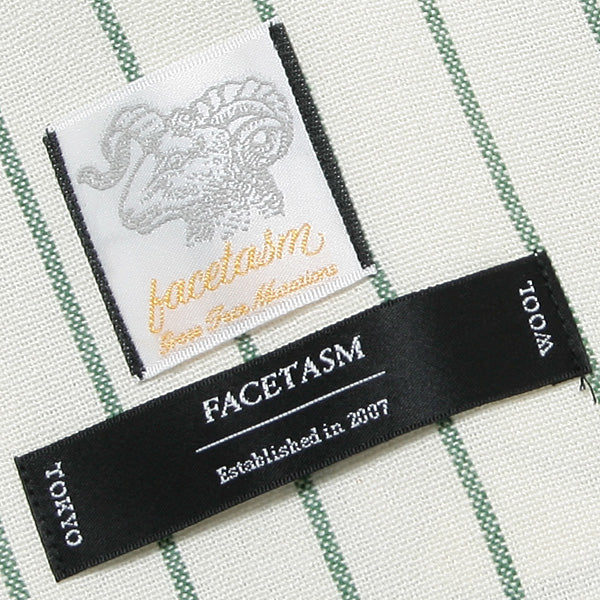 facetasm
FACETASM
Established in 2007
TOKYO
WOOL